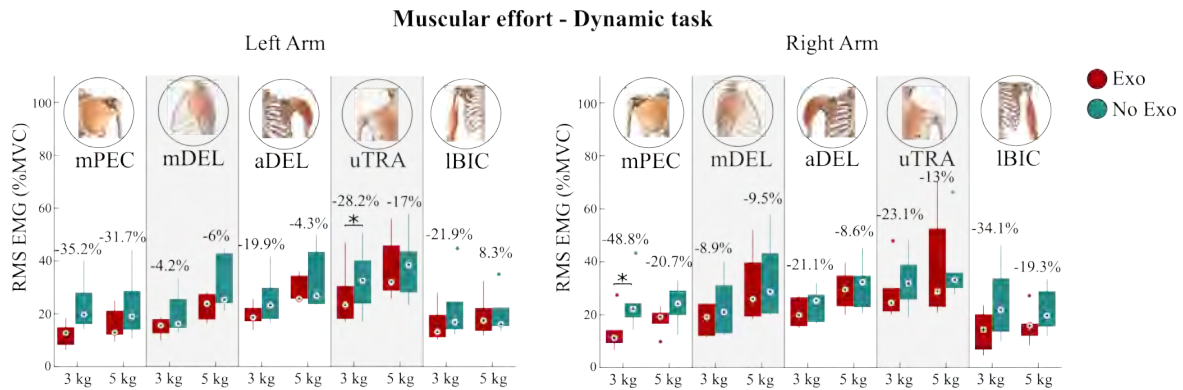 Muscular effort - Dynamic task
Left Arm
RMS EMG (%MVC)
100
80
60
40
20
0
mPEC
mDEL
aDEL
uTRA
lBIC
-35.2%
-31.7%
-4.2%
-6%
-19.9%
-4.3%
-28.2%
*
-17%
-21.9%
8.3%
3 kg 5 kg 3 kg 5 kg 3 kg 5 kg 3 kg 5 kg 3 kg 5 kg
Right Arm
RMS EMG (%MVC)
100
80
60
40
20
0
mPEC
mDEL
aDEL
uTRA
lBIC
-48.8%
*
-20.7%
-8.9%
-9.5%
-21.1%
-8.6%
-23.1%
-13%
-34.1%
-19.3%
3 kg 5 kg 3 kg 5 kg 3 kg 5 kg 3 kg 5 kg 3 kg 5 kg
Exo
No Exo